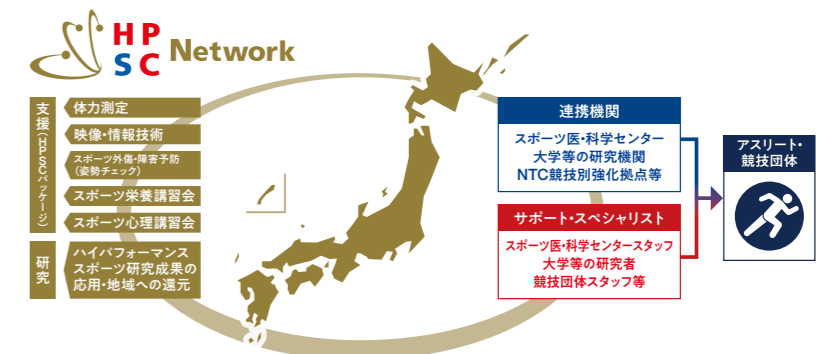 HP
SC
Network
支援(HPSCパッケージ)
体力測定
映像・情報技術
スポーツ外傷・障害予防
(姿勢チェック)
スポーツ栄養講習会
スポーツ心理講習会
研究
ハイパフォーマンス
スポーツ研究成果の
応用・地域への還元
連携機関
スポーツ医・科学センター
大学等の研究機関
NTC競技別強化拠点等
サポート・スペシャリスト
スポーツ医・科学センタースタッフ
大学等の研究者
競技団体スタッフ等
アスリート・
競技団体